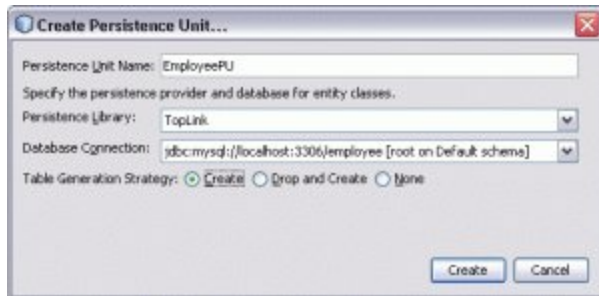 Create Persistence Unit...
Persistence Unit Name: EmployeePU
Specify the persistence provider and database for entity classes.
Persistence Library: TopLink
Database Connection: jdbc:mysql://localhost:3306/employee [root on Default schema]
Table Generation Strategy: Create Drop and Create None
Create Cancel